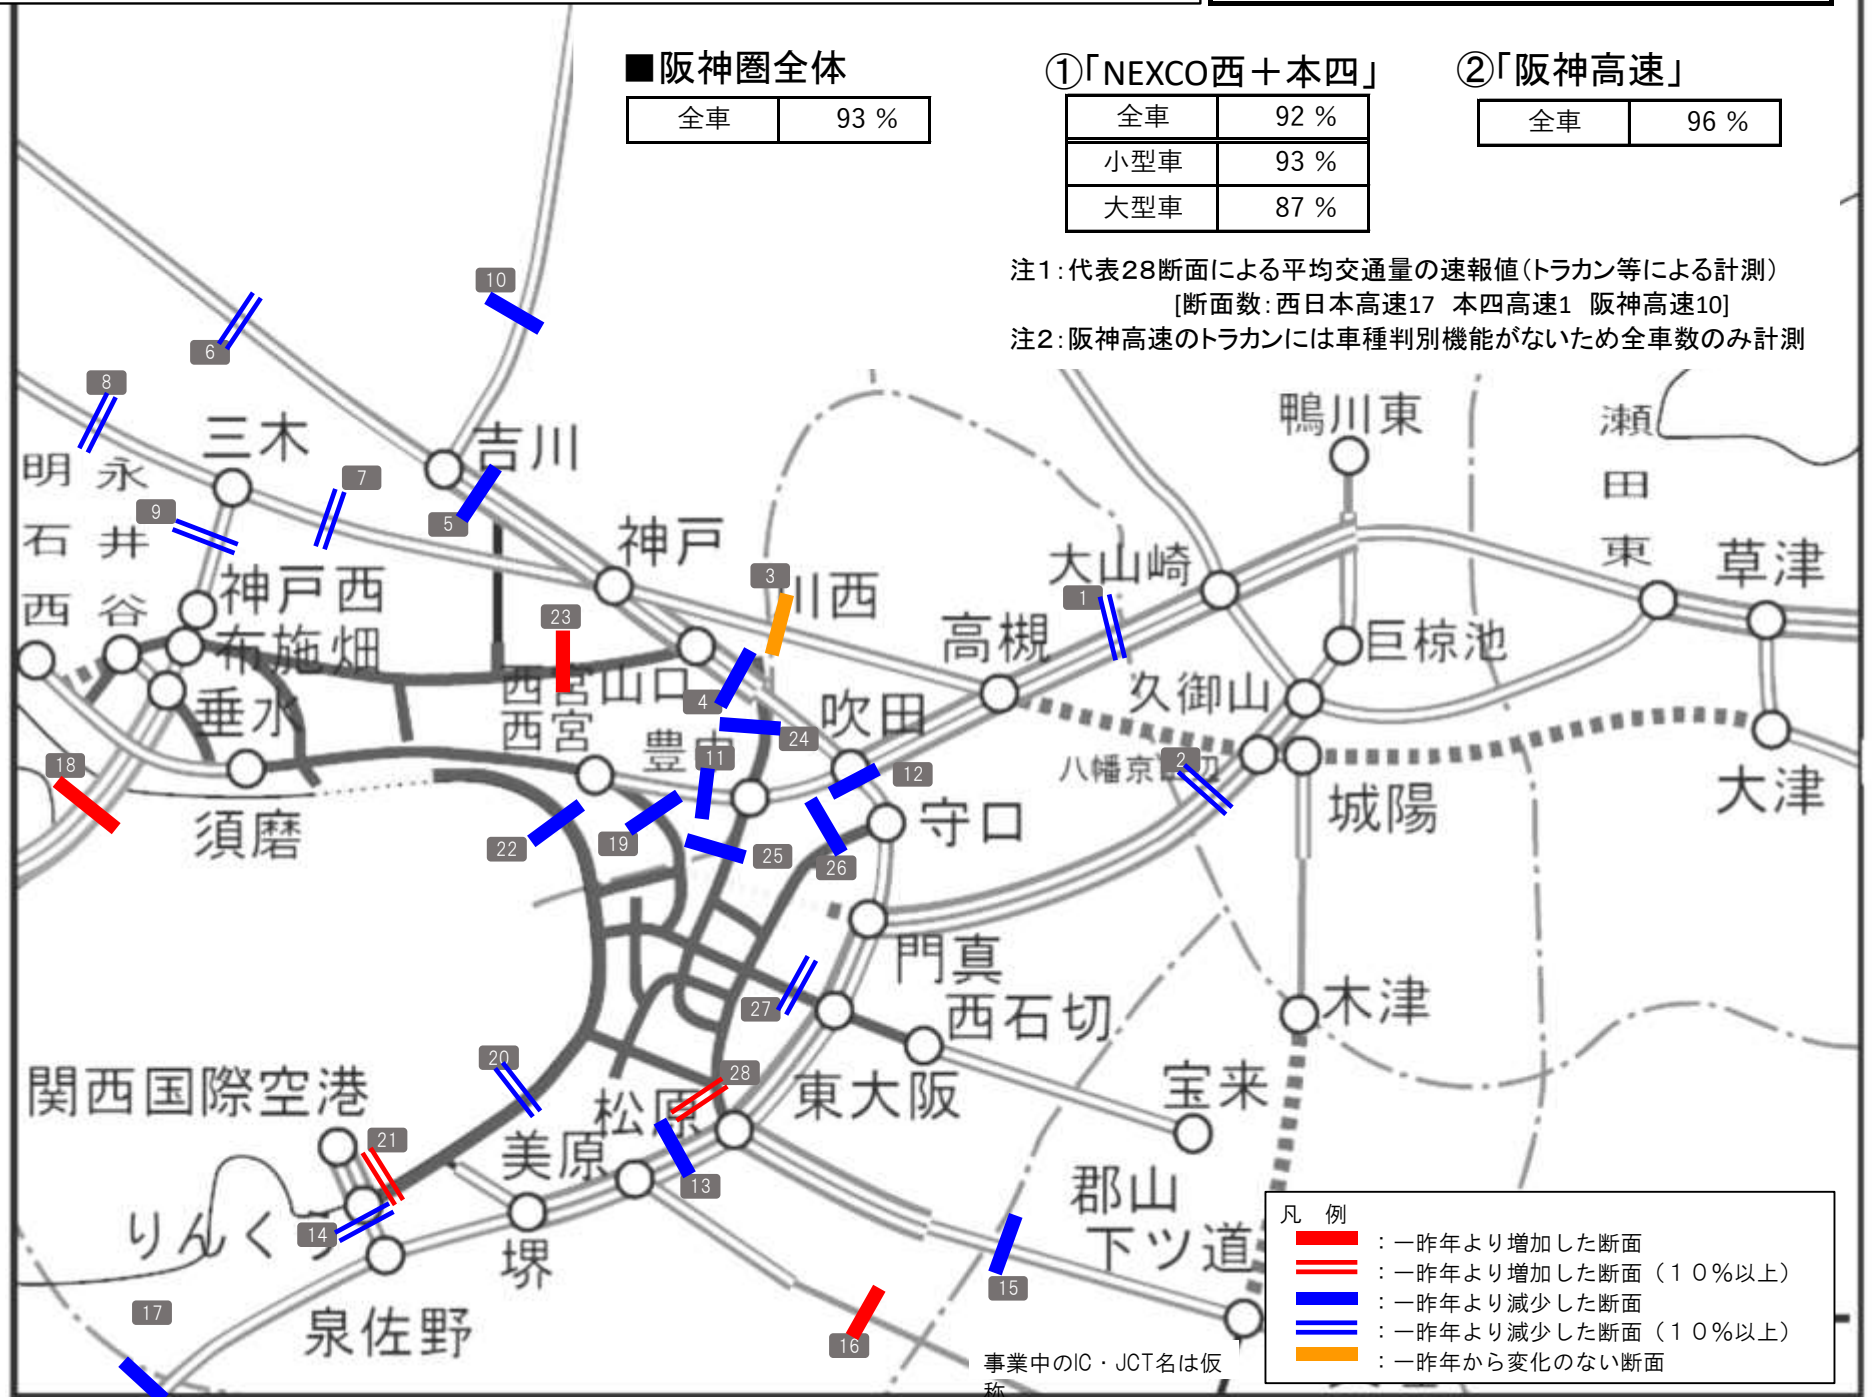 ■阪神圏全体
全車 93 %
①「NEXCO西＋本四」
全車 92 %
小型車 93 %
大型車 87 %
②「阪神高速」
全車 96 %
注1：代表28断面による平均交通量の速報値（トラカン等による計測）
[断面数：西日本高速17 本四高速1 阪神高速10]
注2：阪神高速のトラカンには車種判別機能がないため全車数のみ計測
10
6
8
三木
吉川
鴨川東
瀬田東
明石西
永井谷
7
9
5
神戸
大山崎
草津
神戸西
3
川西
1
23
高槻
巨椋池
布施畑
西宮山口
4
久御山
垂水
西宮
吹田
24
豊中
11
12
八幡京田辺
2
18
城陽
大津
須磨
守口
22
19
25
26
門真
27
西石切
木津
20
28
関西国際空港
松原
東大阪
宝来
21
美原
13
郡山
りんくう
14
下ツ道
堺
15
17
泉佐野
16
事業中のIC・JCT名は仮
称
凡 例
：一昨年より増加した断面
：一昨年より増加した断面（１０％以上）
：一昨年より減少した断面
：一昨年より減少した断面（１０％以上）
：一昨年から変化のない断面